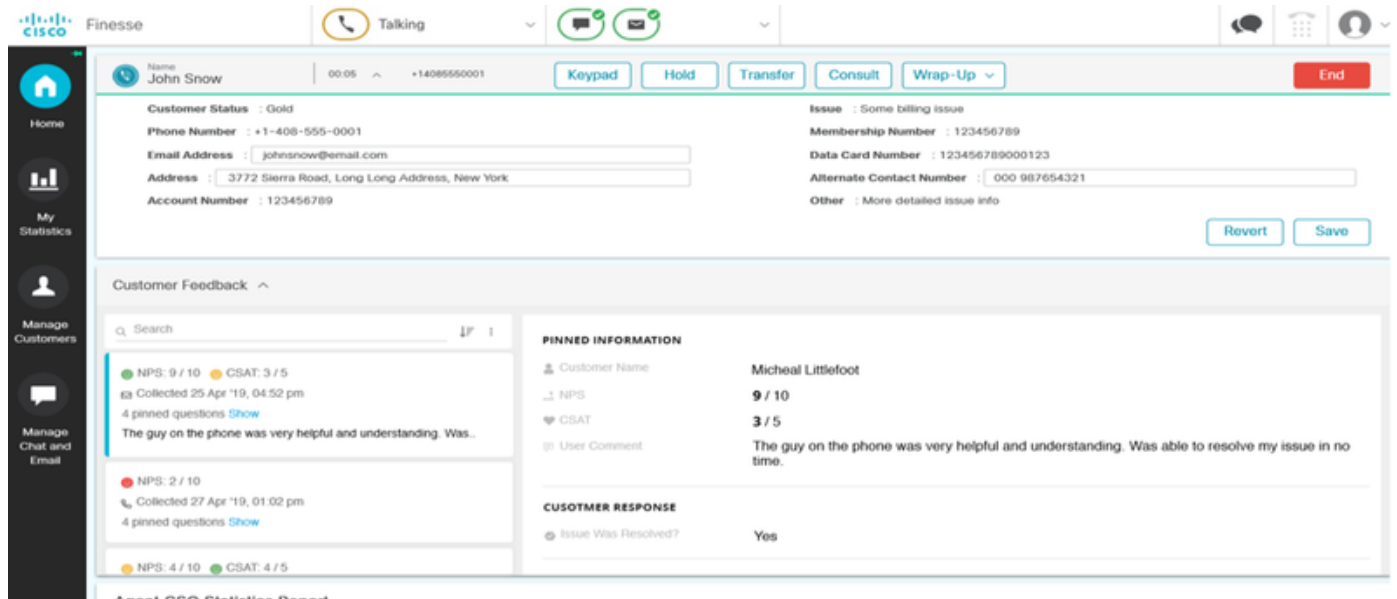 CISCO Finesse Talking
Name
John Snow 00:05 +14085550001 Keypad Hold Transfer Consult Wrap-Up End
Customer Status : Gold
Phone Number : +1-408-555-0001
Email Address : johnsnow@email.com
Address : 3772 Sierra Road, Long Long Address, New York
Account Number : 123456789
Issue : Some billing issue
Membership Number : 123456789
Data Card Number : 123456789000123
Alternate Contact Number : 000 987654321
Other : More detailed issue info
Revert Save
Home
My
Statistics
Manage
Customers
Manage
Chat and
Email
Customer Feedback
Search
NPS: 9 / 10 CSAT: 3 / 5
Collected 25 Apr '19, 04:52 pm
4 pinned questions Show
The guy on the phone was very helpful and understanding. Was..
NPS: 2 / 10
Collected 27 Apr '19, 01:02 pm
4 pinned questions Show
NPS: 4 / 10 CSAT: 4 / 5
PINNED INFORMATION
Customer Name Micheal Littlefoot
NPS 9 / 10
CSAT 3 / 5
User Comment The guy on the phone was very helpful and understanding. Was able to resolve my issue in no
time.
CUSOTMER RESPONSE
Issue Was Resolved? Yes
Agent CSQ Statistics Report